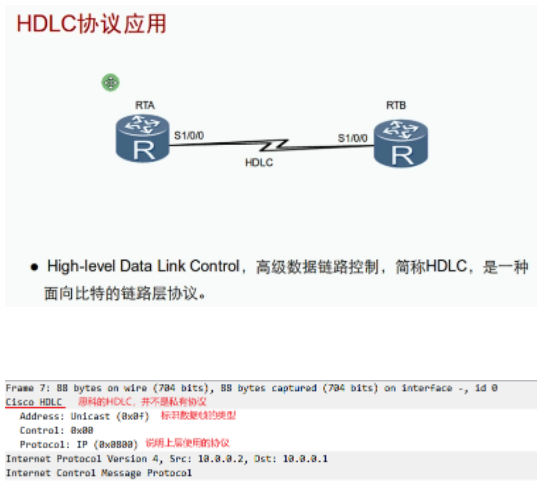 HDLC协议应用
RTA
RTB
S1/0/0
S1/0/0
R
R
HDLC
● High-level Data Link Control，高级数据链路控制，简称HDLC，是一种
面向比特的链路层协议。
Frame 7: 88 bytes on wire (704 bits), 88 bytes captured (704 bits) on interface -, id 0
Cisco HDLC 思科的HDLC，并不是私有协议
Address: Unicast (0x0f) 标识数据帧的类型
Control: 0x00
Protocol: IP (0x0800) 说明上层使用的协议
Internet Protocol Version 4, Src: 10.0.0.2, Dst: 10.0.0.1
Internet Control Message Protocol